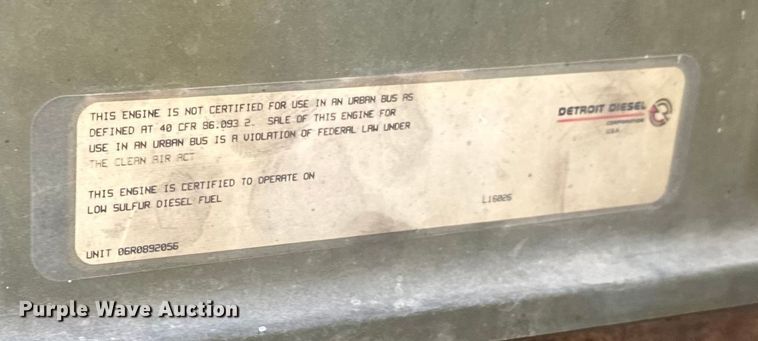 THIS ENGINE IS NOT CERTIFIED FOR USE IN AN URBAN BUS AS
DEFINED AT 40 CFR 86.093 2. SALE OF THIS ENGINE FOR
USE IN AN URBAN BUS IS A VIOLATION OF FEDERAL LAW UNDER
THE CLEAN AIR ACT
THIS ENGINE IS CERTIFIED TO OPERATE ON
LOW SULFUR DIESEL FUEL
UNIT 06R0892056
L16026
DETROIT DIESEL
CORPORATION
USA
Purple Wave Auction